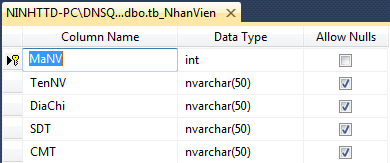 NINHTTD-PC\DNSQ...dbo.tb_NhanVien
Column Name Data Type Allow Nulls
MaNV int
TenNV nvarchar(50)
DiaChi nvarchar(50)
SDT nvarchar(50)
CMT nvarchar(50)